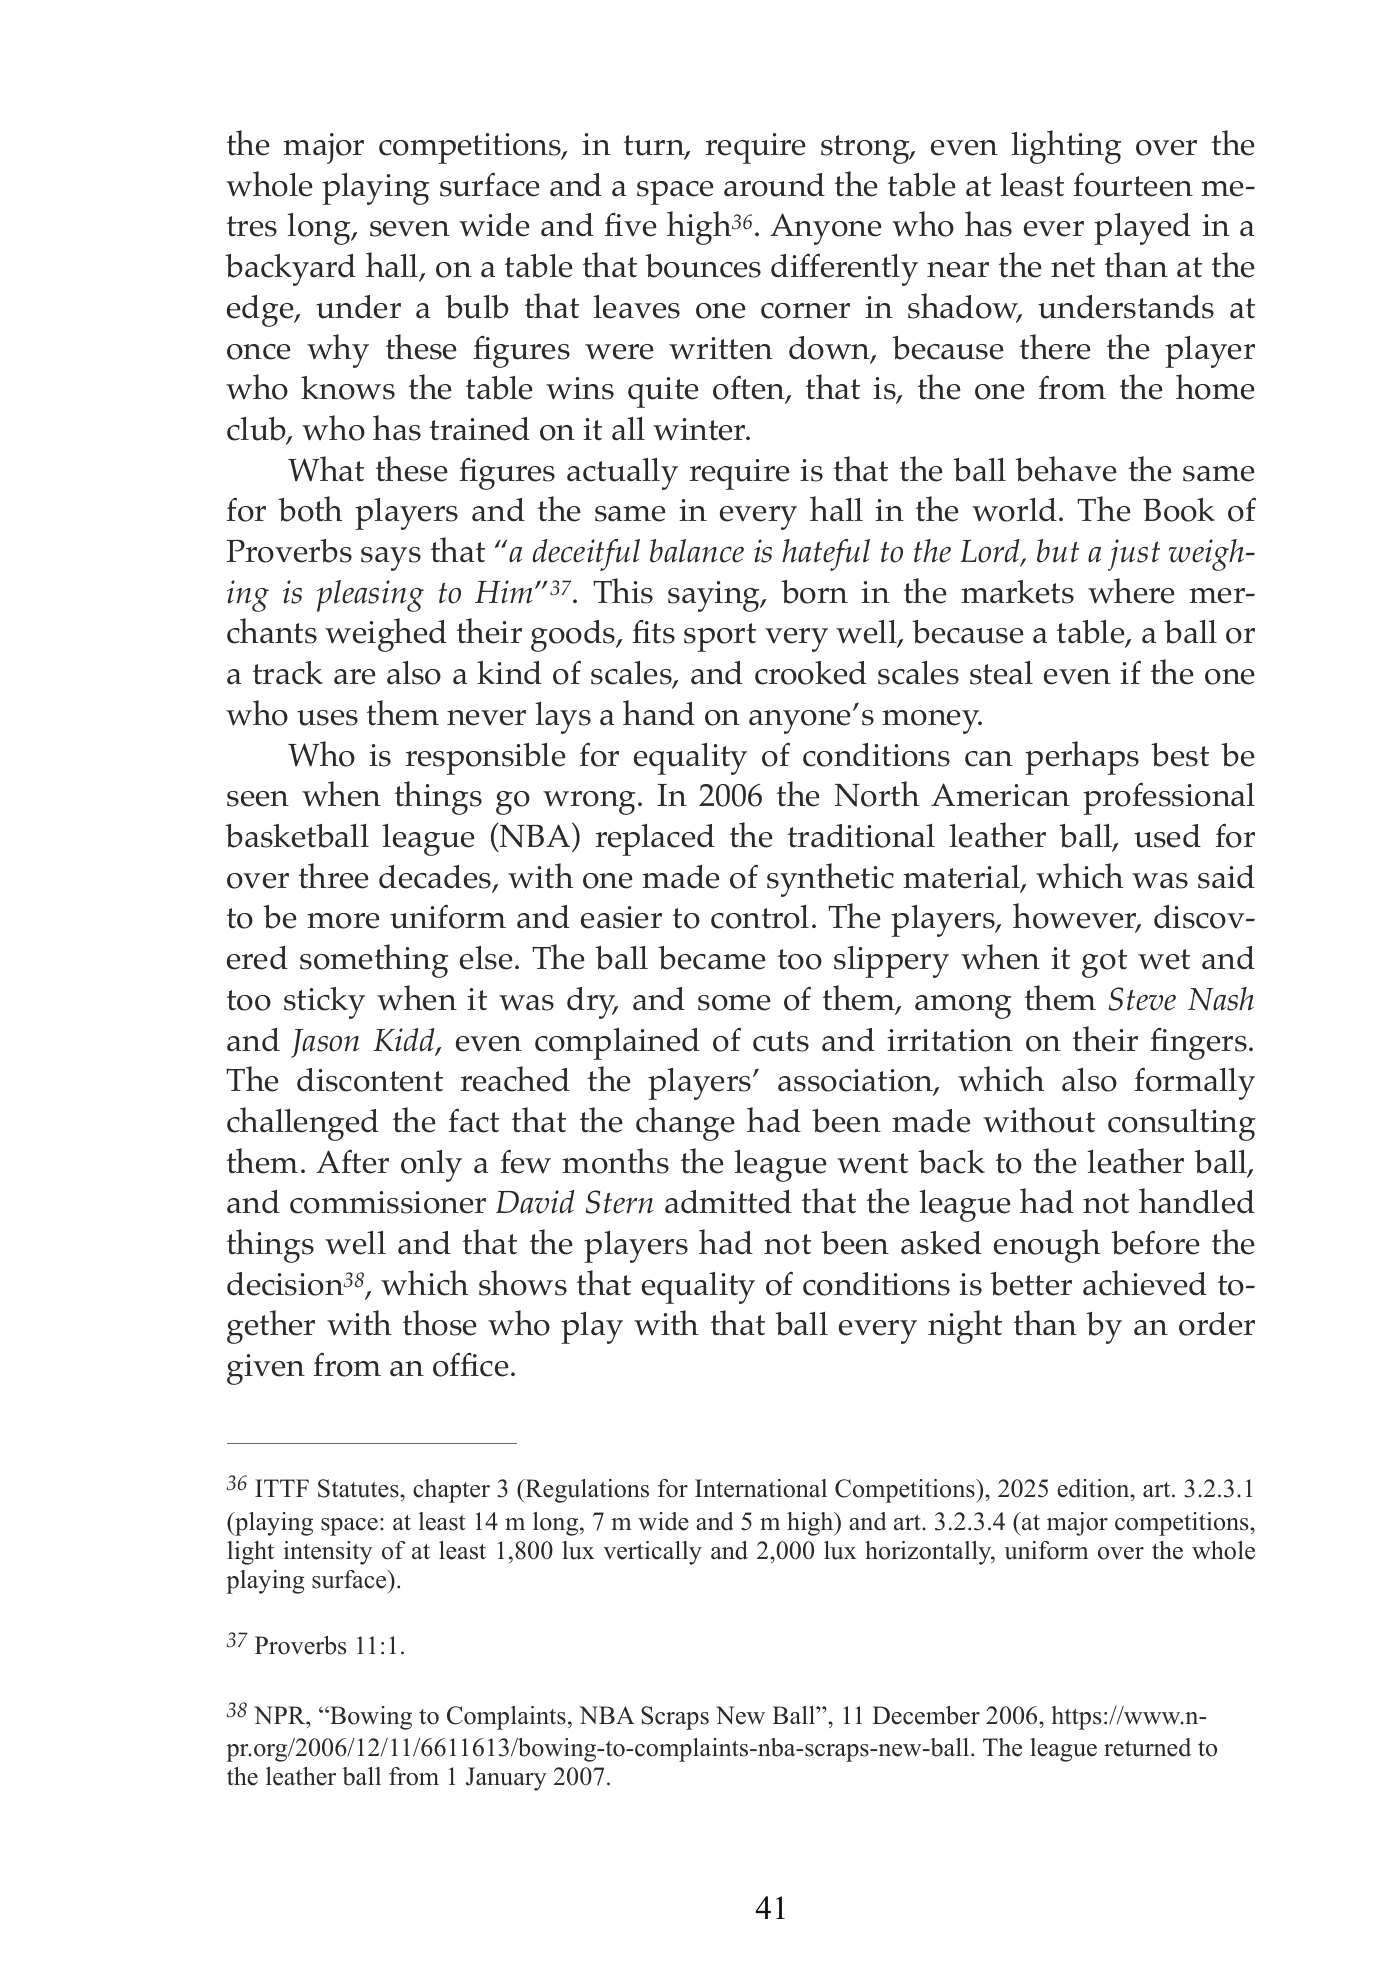 the major competitions, in turn, require strong, even lighting over the
whole playing surface and a space around the table at least fourteen me-
tres long, seven wide and five high36. Anyone who has ever played in a
backyard hall, on a table that bounces differently near the net than at the
edge, under a bulb that leaves one corner in shadow, understands at
once why these figures were written down, because there the player
who knows the table wins quite often, that is, the one from the home
club, who has trained on it all winter.
What these figures actually require is that the ball behave the same
for both players and the same in every hall in the world. The Book of
Proverbs says that “a deceitful balance is hateful to the Lord, but a just weigh-
ing is pleasing to Him”37. This saying, born in the markets where mer-
chants weighed their goods, fits sport very well, because a table, a ball or
a track are also a kind of scales, and crooked scales steal even if the one
who uses them never lays a hand on anyone’s money.
Who is responsible for equality of conditions can perhaps best be
seen when things go wrong. In 2006 the North American professional
basketball league (NBA) replaced the traditional leather ball, used for
over three decades, with one made of synthetic material, which was said
to be more uniform and easier to control. The players, however, discov-
ered something else. The ball became too slippery when it got wet and
too sticky when it was dry, and some of them, among them Steve Nash
and Jason Kidd, even complained of cuts and irritation on their fingers.
The discontent reached the players’ association, which also formally
challenged the fact that the change had been made without consulting
them. After only a few months the league went back to the leather ball,
and commissioner David Stern admitted that the league had not handled
things well and that the players had not been asked enough before the
decision38, which shows that equality of conditions is better achieved to-
gether with those who play with that ball every night than by an order
given from an office.
36 ITTF Statutes, chapter 3 (Regulations for International Competitions), 2025 edition, art. 3.2.3.1
(playing space: at least 14 m long, 7 m wide and 5 m high) and art. 3.2.3.4 (at major competitions,
light intensity of at least 1,800 lux vertically and 2,000 lux horizontally, uniform over the whole
playing surface).
37 Proverbs 11:1.
38 NPR, “Bowing to Complaints, NBA Scraps New Ball”, 11 December 2006, https://www.n-
pr.org/2006/12/11/6611613/bowing-to-complaints-nba-scraps-new-ball. The league returned to
the leather ball from 1 January 2007.
41